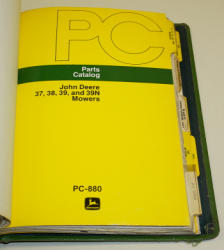 PC
Parts
Catalog
John Deere
37, 38, 39, and 39N
Mowers
PC-880